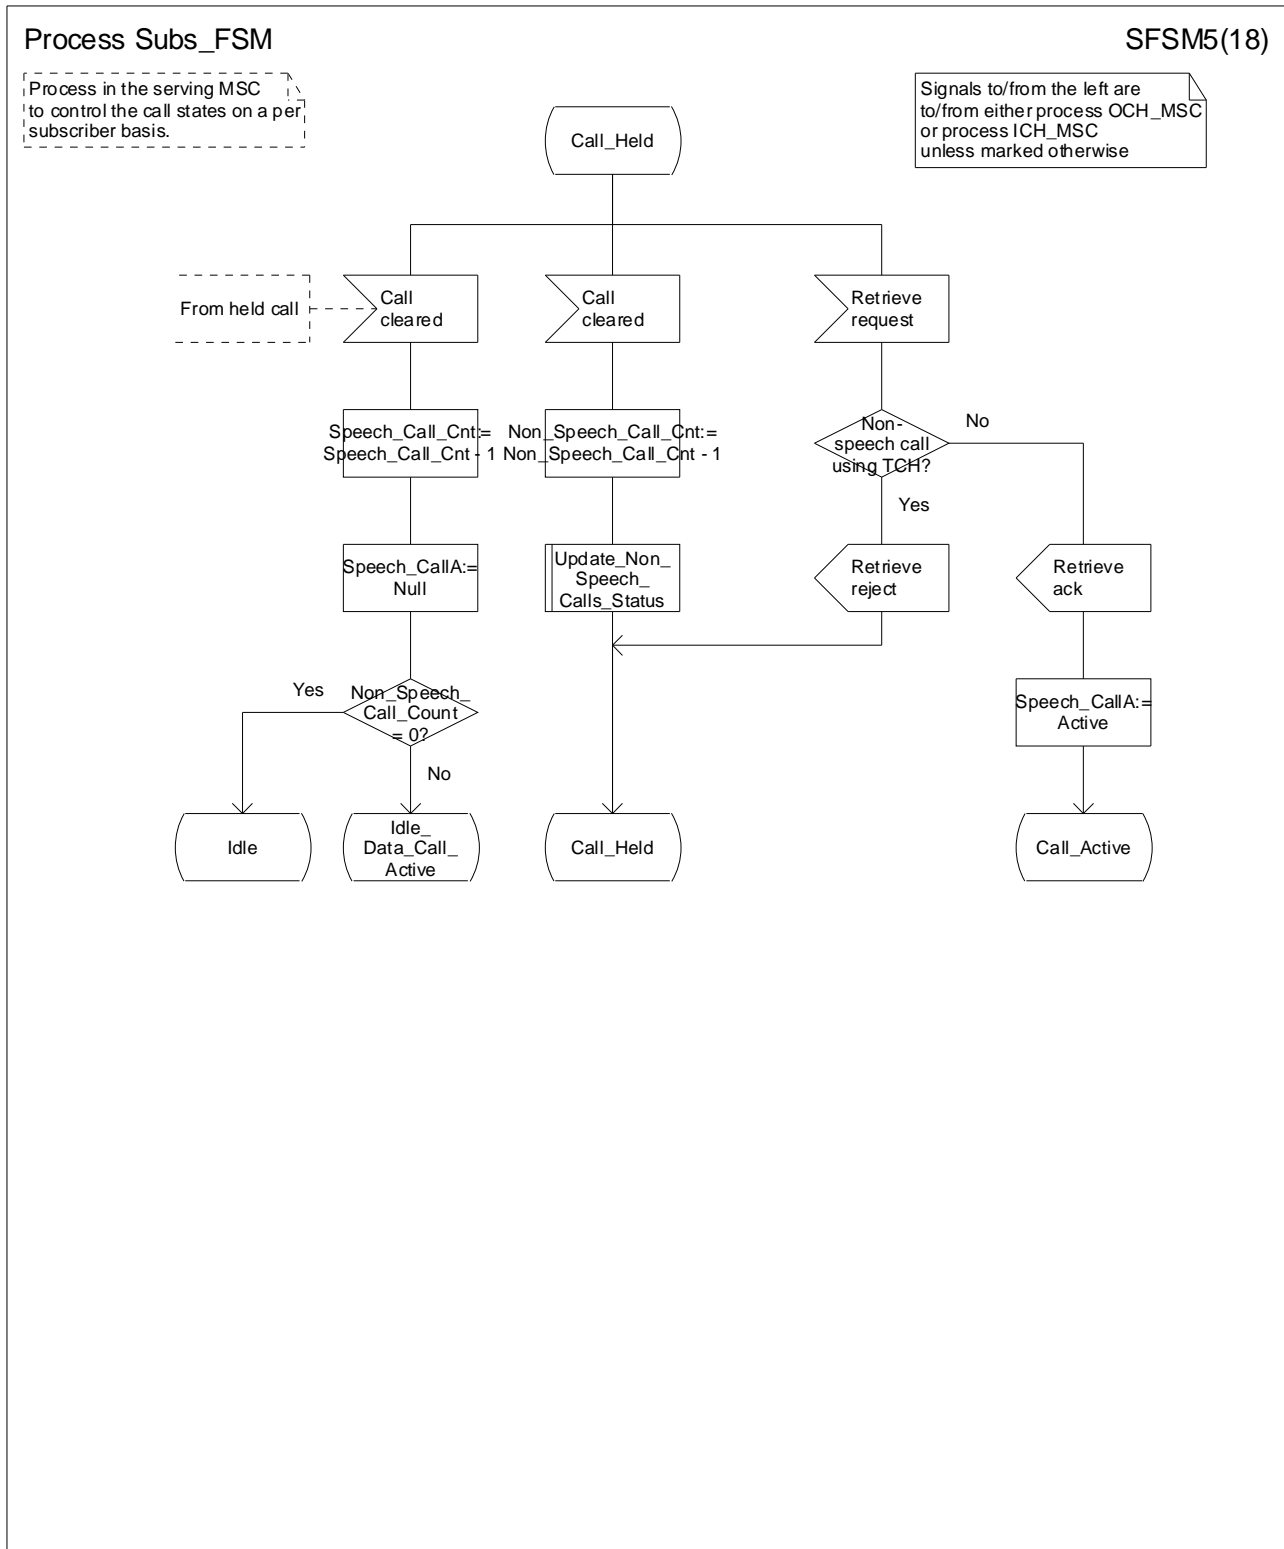 Process Subs_FSM
SFSM5(18)
Process in the serving MSC
to control the call states on a per
subscriber basis.
Signals to/from the left are
to/from either process OCH_MSC
or process ICH_MSC
unless marked otherwise
Call_Held
From held call
Call
cleared
Call
cleared
Retrieve
request
Speech_Call_Cnt:=
Speech_Call_Cnt - 1
Non_Speech_Call_Cnt:=
Non_Speech_Call_Cnt - 1
Non-
speech call
using TCH?
No
Yes
Speech_CallA:=
Null
Update_Non_
Speech_
Calls_Status
Retrieve
reject
Retrieve
ack
Yes
Non_Speech_
Call_Count
= 0?
No
Speech_CallA:=
Active
Idle
Idle_
Data_Call_
Active
Call_Held
Call_Active